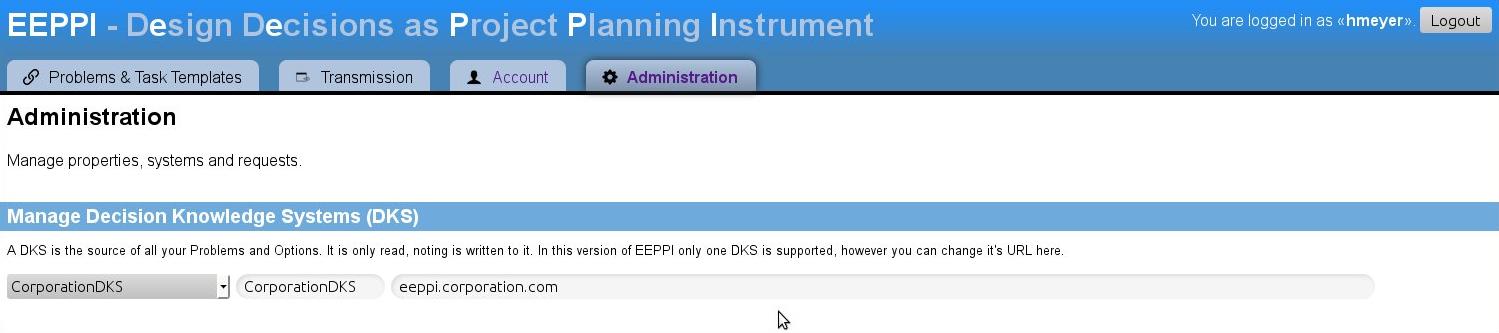 EEPPI - Design Decisions as Project Planning Instrument
You are logged in as «hmeyer». Logout
Problems & Task Templates Transmission Account Administration
Administration
Manage properties, systems and requests.
Manage Decision Knowledge Systems (DKS)
A DKS is the source of all your Problems and Options. It is only read, noting is written to it. In this version of EEPPI only one DKS is supported, however you can change it's URL here.
CorporationDKS CorporationDKS eeppi.corporation.com